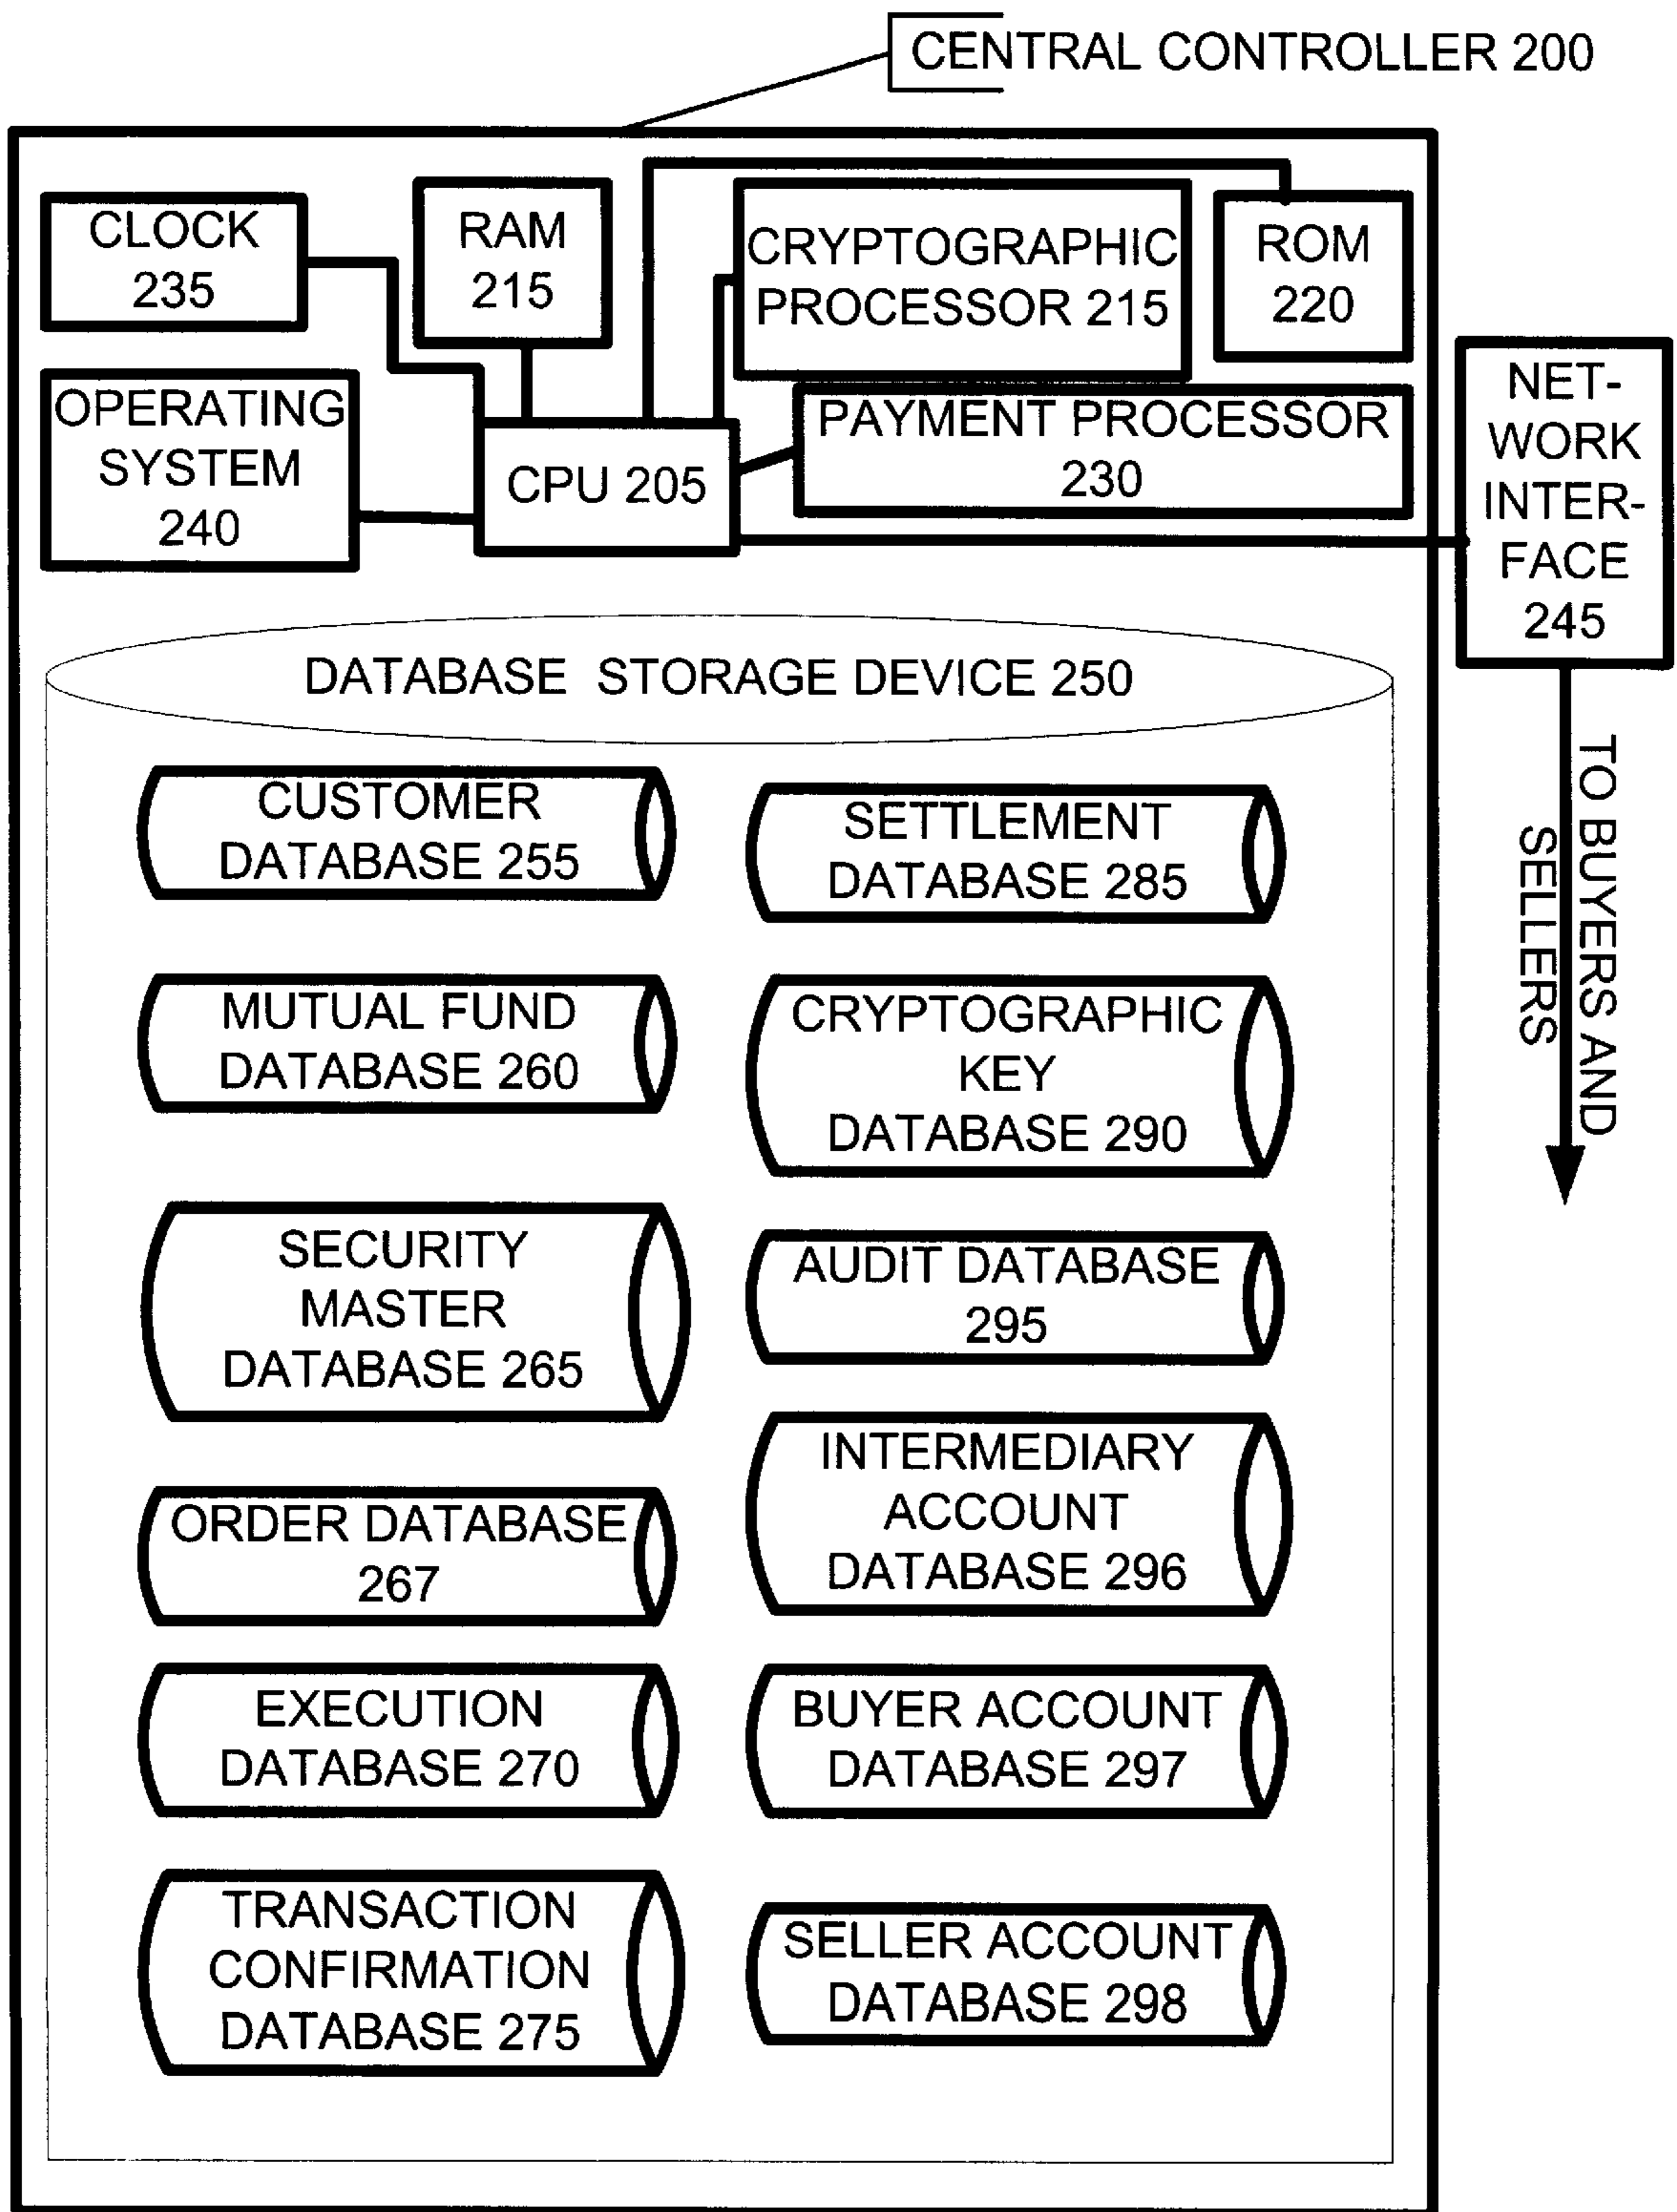 CENTRAL CONTROLLER 200
CLOCK
235
RAM
215
CRYPTOGRAPHIC
PROCESSOR 215
ROM
220
OPERATING
SYSTEM
240
CPU 205
PAYMENT PROCESSOR
230
NET-
WORK
INTER-
FACE
245
TO BUYERS AND
SELLERS
DATABASE STORAGE DEVICE 250
CUSTOMER
DATABASE 255
MUTUAL FUND
DATABASE 260
SECURITY
MASTER
DATABASE 265
ORDER DATABASE
267
EXECUTION
DATABASE 270
TRANSACTION
CONFIRMATION
DATABASE 275
SETTLEMENT
DATABASE 285
CRYPTOGRAPHIC
KEY
DATABASE 290
AUDIT DATABASE
295
INTERMEDIARY
ACCOUNT
DATABASE 296
BUYER ACCOUNT
DATABASE 297
SELLER ACCOUNT
DATABASE 298